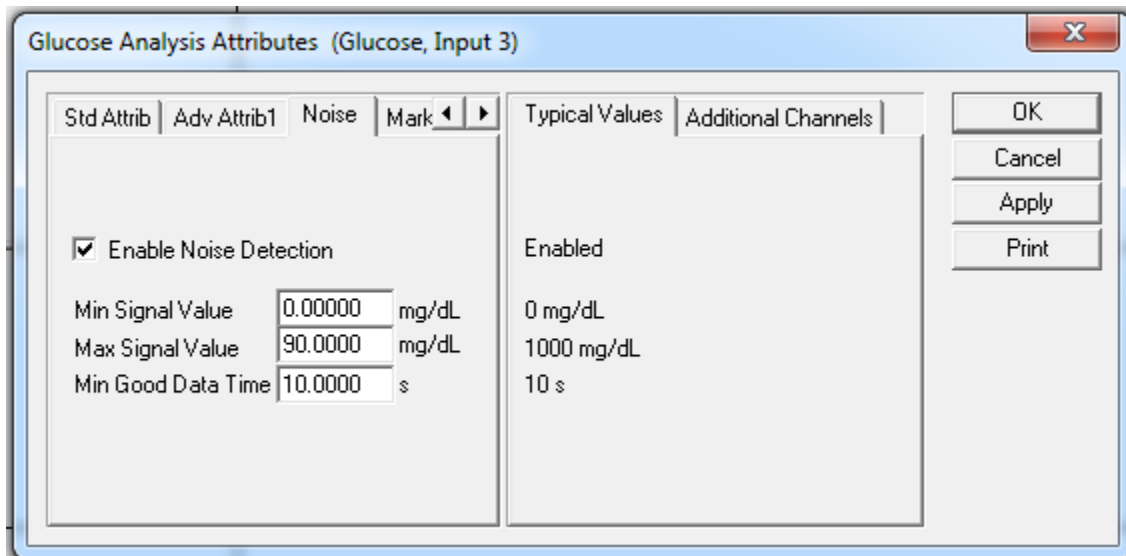 Glucose Analysis Attributes (Glucose, Input 3)
Std Attrib Adv Attrib1 Noise Mark
Typical Values Additional Channels
OK
Cancel
Apply
Print
Enable Noise Detection Enabled
Min Signal Value 0.00000 mg/dL 0 mg/dL
Max Signal Value 90.0000 mg/dL 1000 mg/dL
Min Good Data Time 10.0000 s 10 s